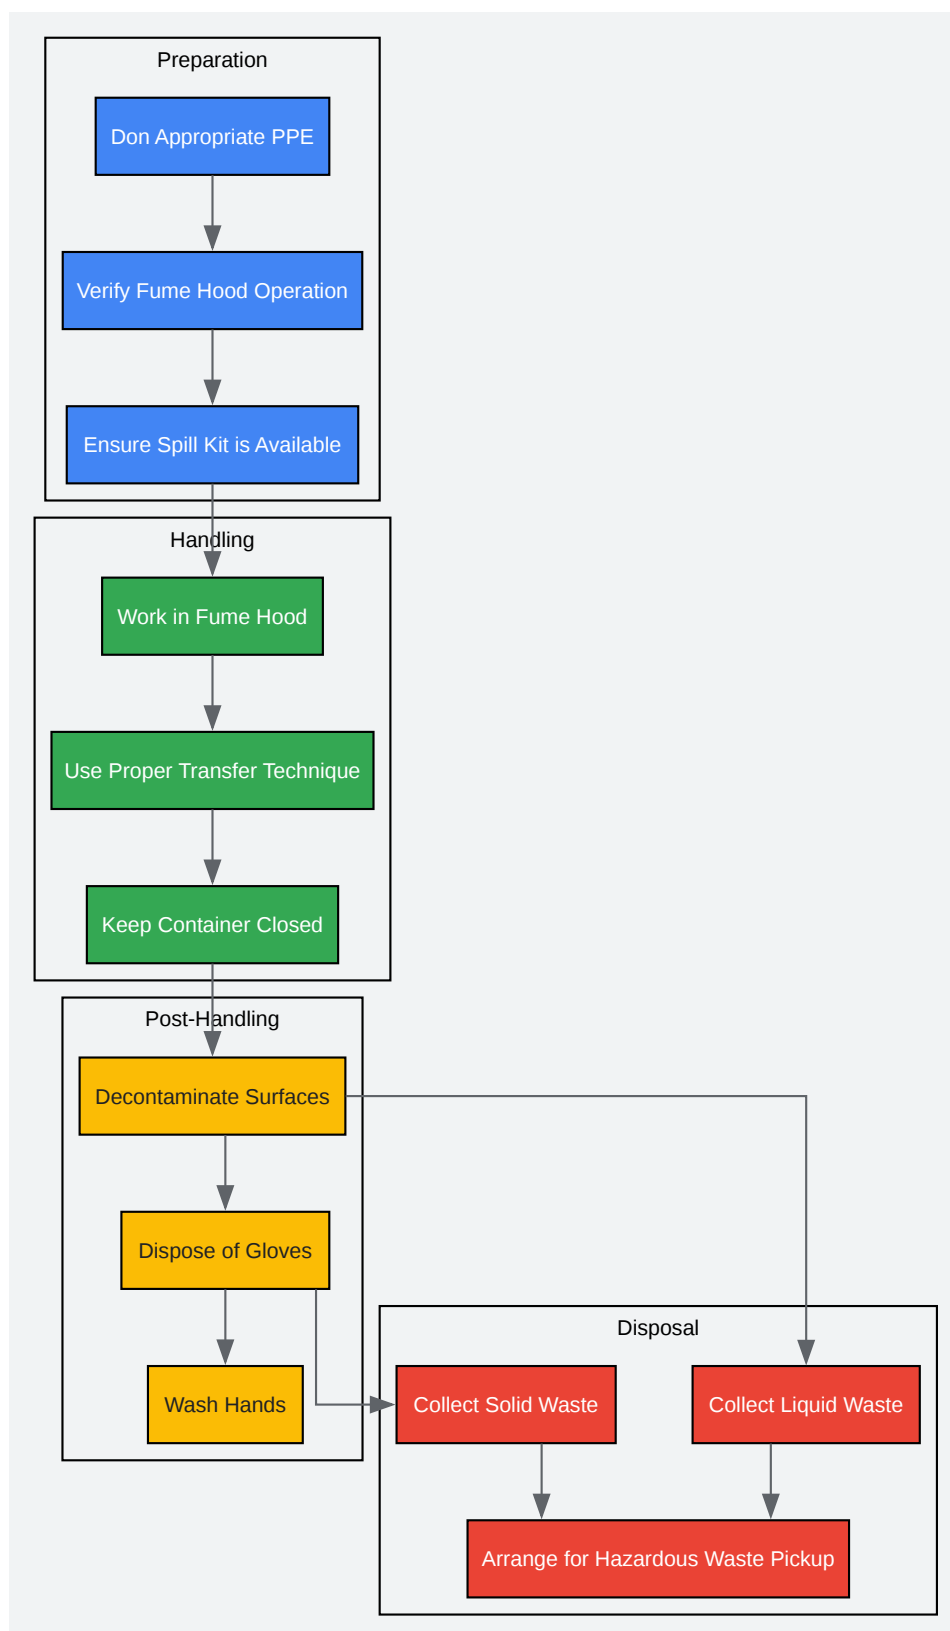 Preparation
Don Appropriate PPE
Verify Fume Hood Operation
Ensure Spill Kit is Available
Handling
Work in Fume Hood
Use Proper Transfer Technique
Keep Container Closed
Post-Handling
Decontaminate Surfaces
Dispose of Gloves
Wash Hands
Disposal
Collect Solid Waste
Collect Liquid Waste
Arrange for Hazardous Waste Pickup